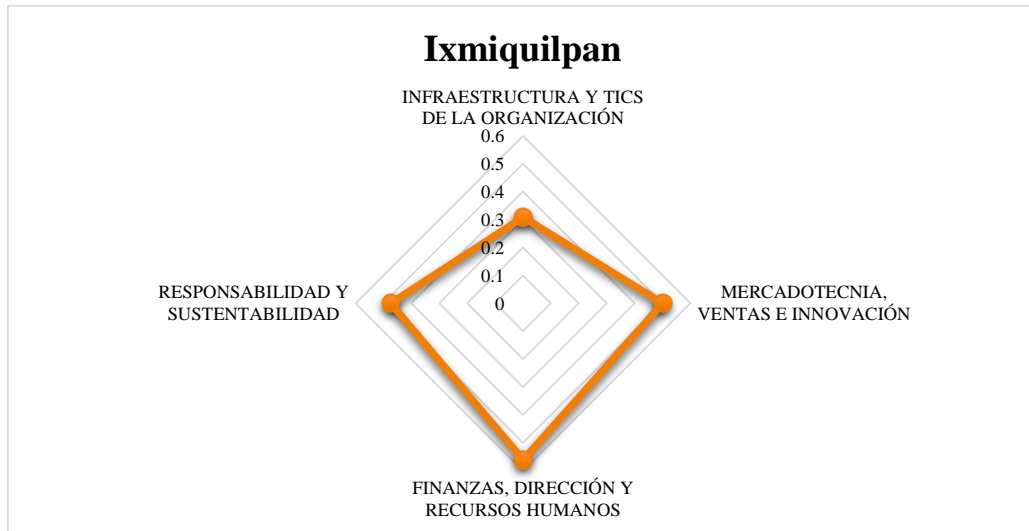 Ixmiquilpan
INFRAESTRUCTURA Y TICS
DE LA ORGANIZACIÓN
0.6
0.5
0.4
0.3
0.2
0.1
0
RESPONSABILIDAD Y
SUSTENTABILIDAD
MERCADOTECNIA,
VENTAS E INNOVACIÓN
FINANZAS, DIRECCIÓN Y
RECURSOS HUMANOS